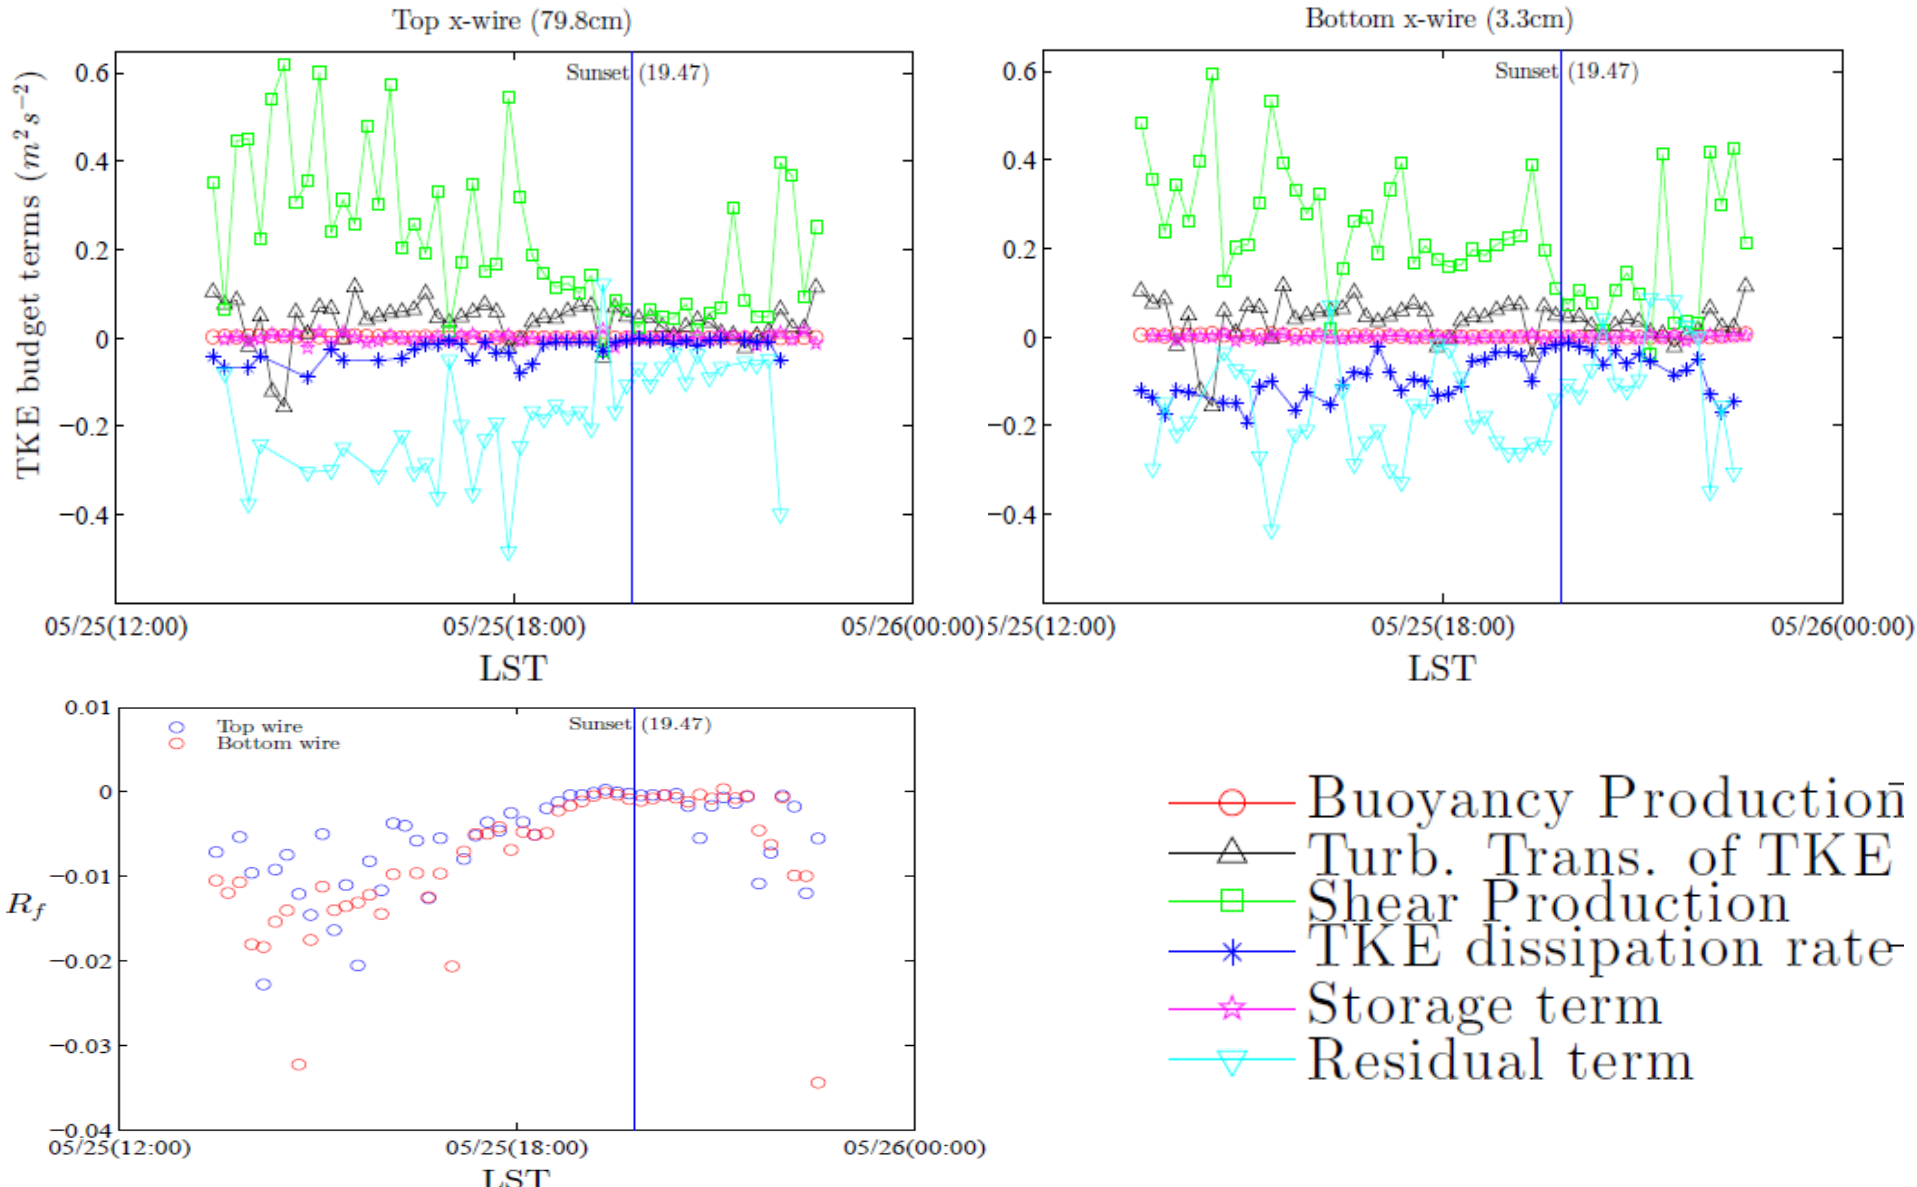 Top x-wire (79.8cm)
Bottom x-wire (3.3cm)
TKE budget terms (m² s⁻²)
0.6
0.4
0.2
0
−0.2
−0.4
Sunset (19.47)
05/25(12:00)
05/25(18:00)
05/26(00:00)
LST
0.6
0.4
0.2
0
−0.2
−0.4
Sunset (19.47)
5/25(12:00)
05/25(18:00)
05/26(00:00)
LST
R_f
0.01
0
−0.01
−0.02
−0.03
−0.04
Top wire
Bottom wire
Sunset (19.47)
05/25(12:00)
05/25(18:00)
05/26(00:00)
LST
Buoyancy Production
Turb. Trans. of TKE
Shear Production
TKE dissipation rate
Storage term
Residual term